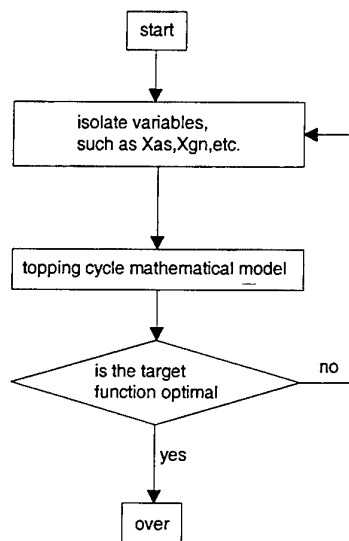 start
isolate variables,
such as Xas,Xgn,etc.
topping cycle mathematical model
is the target
function optimal
no
yes
over